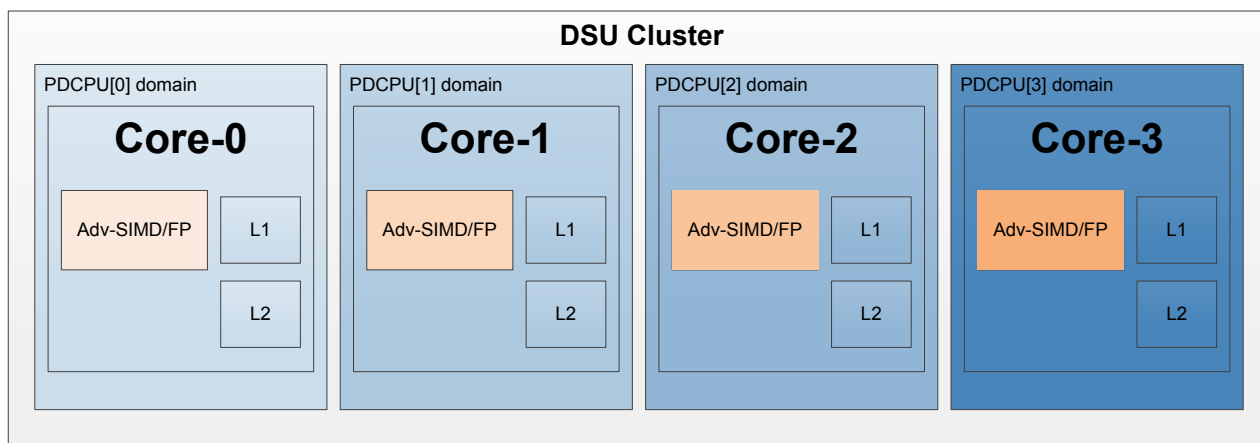 DSU Cluster
PDCPU[0] domain
PDCPU[1] domain
PDCPU[2] domain
PDCPU[3] domain
Core-0
Core-1
Core-2
Core-3
Adv-SIMD/FP
L1
Adv-SIMD/FP
L1
Adv-SIMD/FP
L1
Adv-SIMD/FP
L1
L2
L2
L2
L2